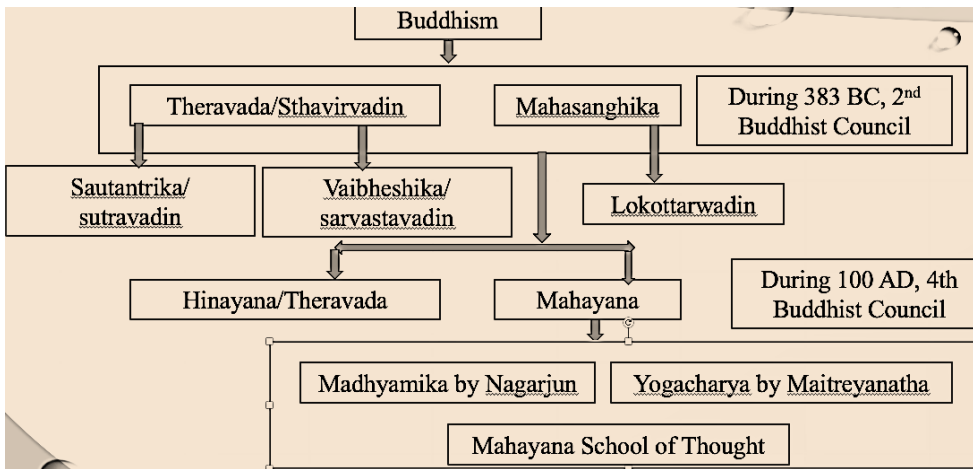 Buddhism
Theravada/Sthavirvadin
Mahasanghika
During 383 BC, 2nd
Buddhist Council
Sautantrika/
sutravadin
Vaibheshika/
sarvastavadin
Lokottarwadin
Hinayana/Theravada
Mahayana
During 100 AD, 4th
Buddhist Council
Madhyamika by Nagarjun
Yogacharya by Maitreyanatha
Mahayana School of Thought